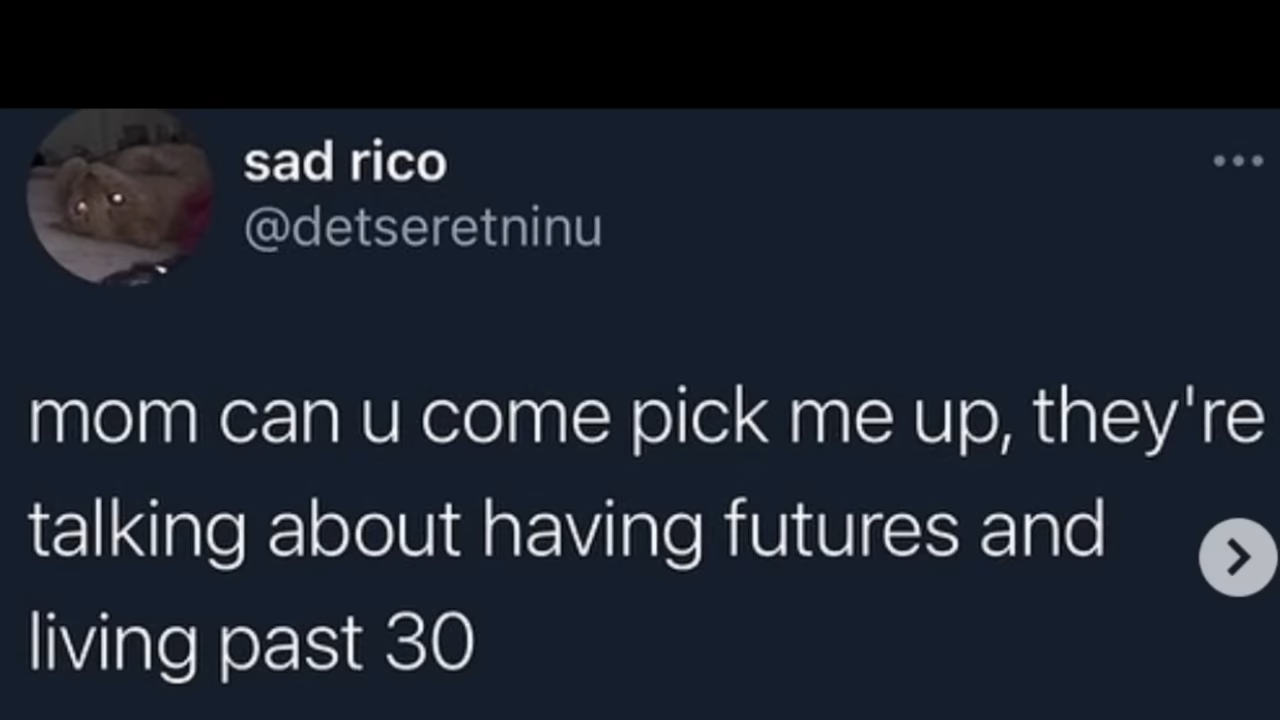 sad rico
@detseretninu
mom can u come pick me up, they're
talking about having futures and
living past 30